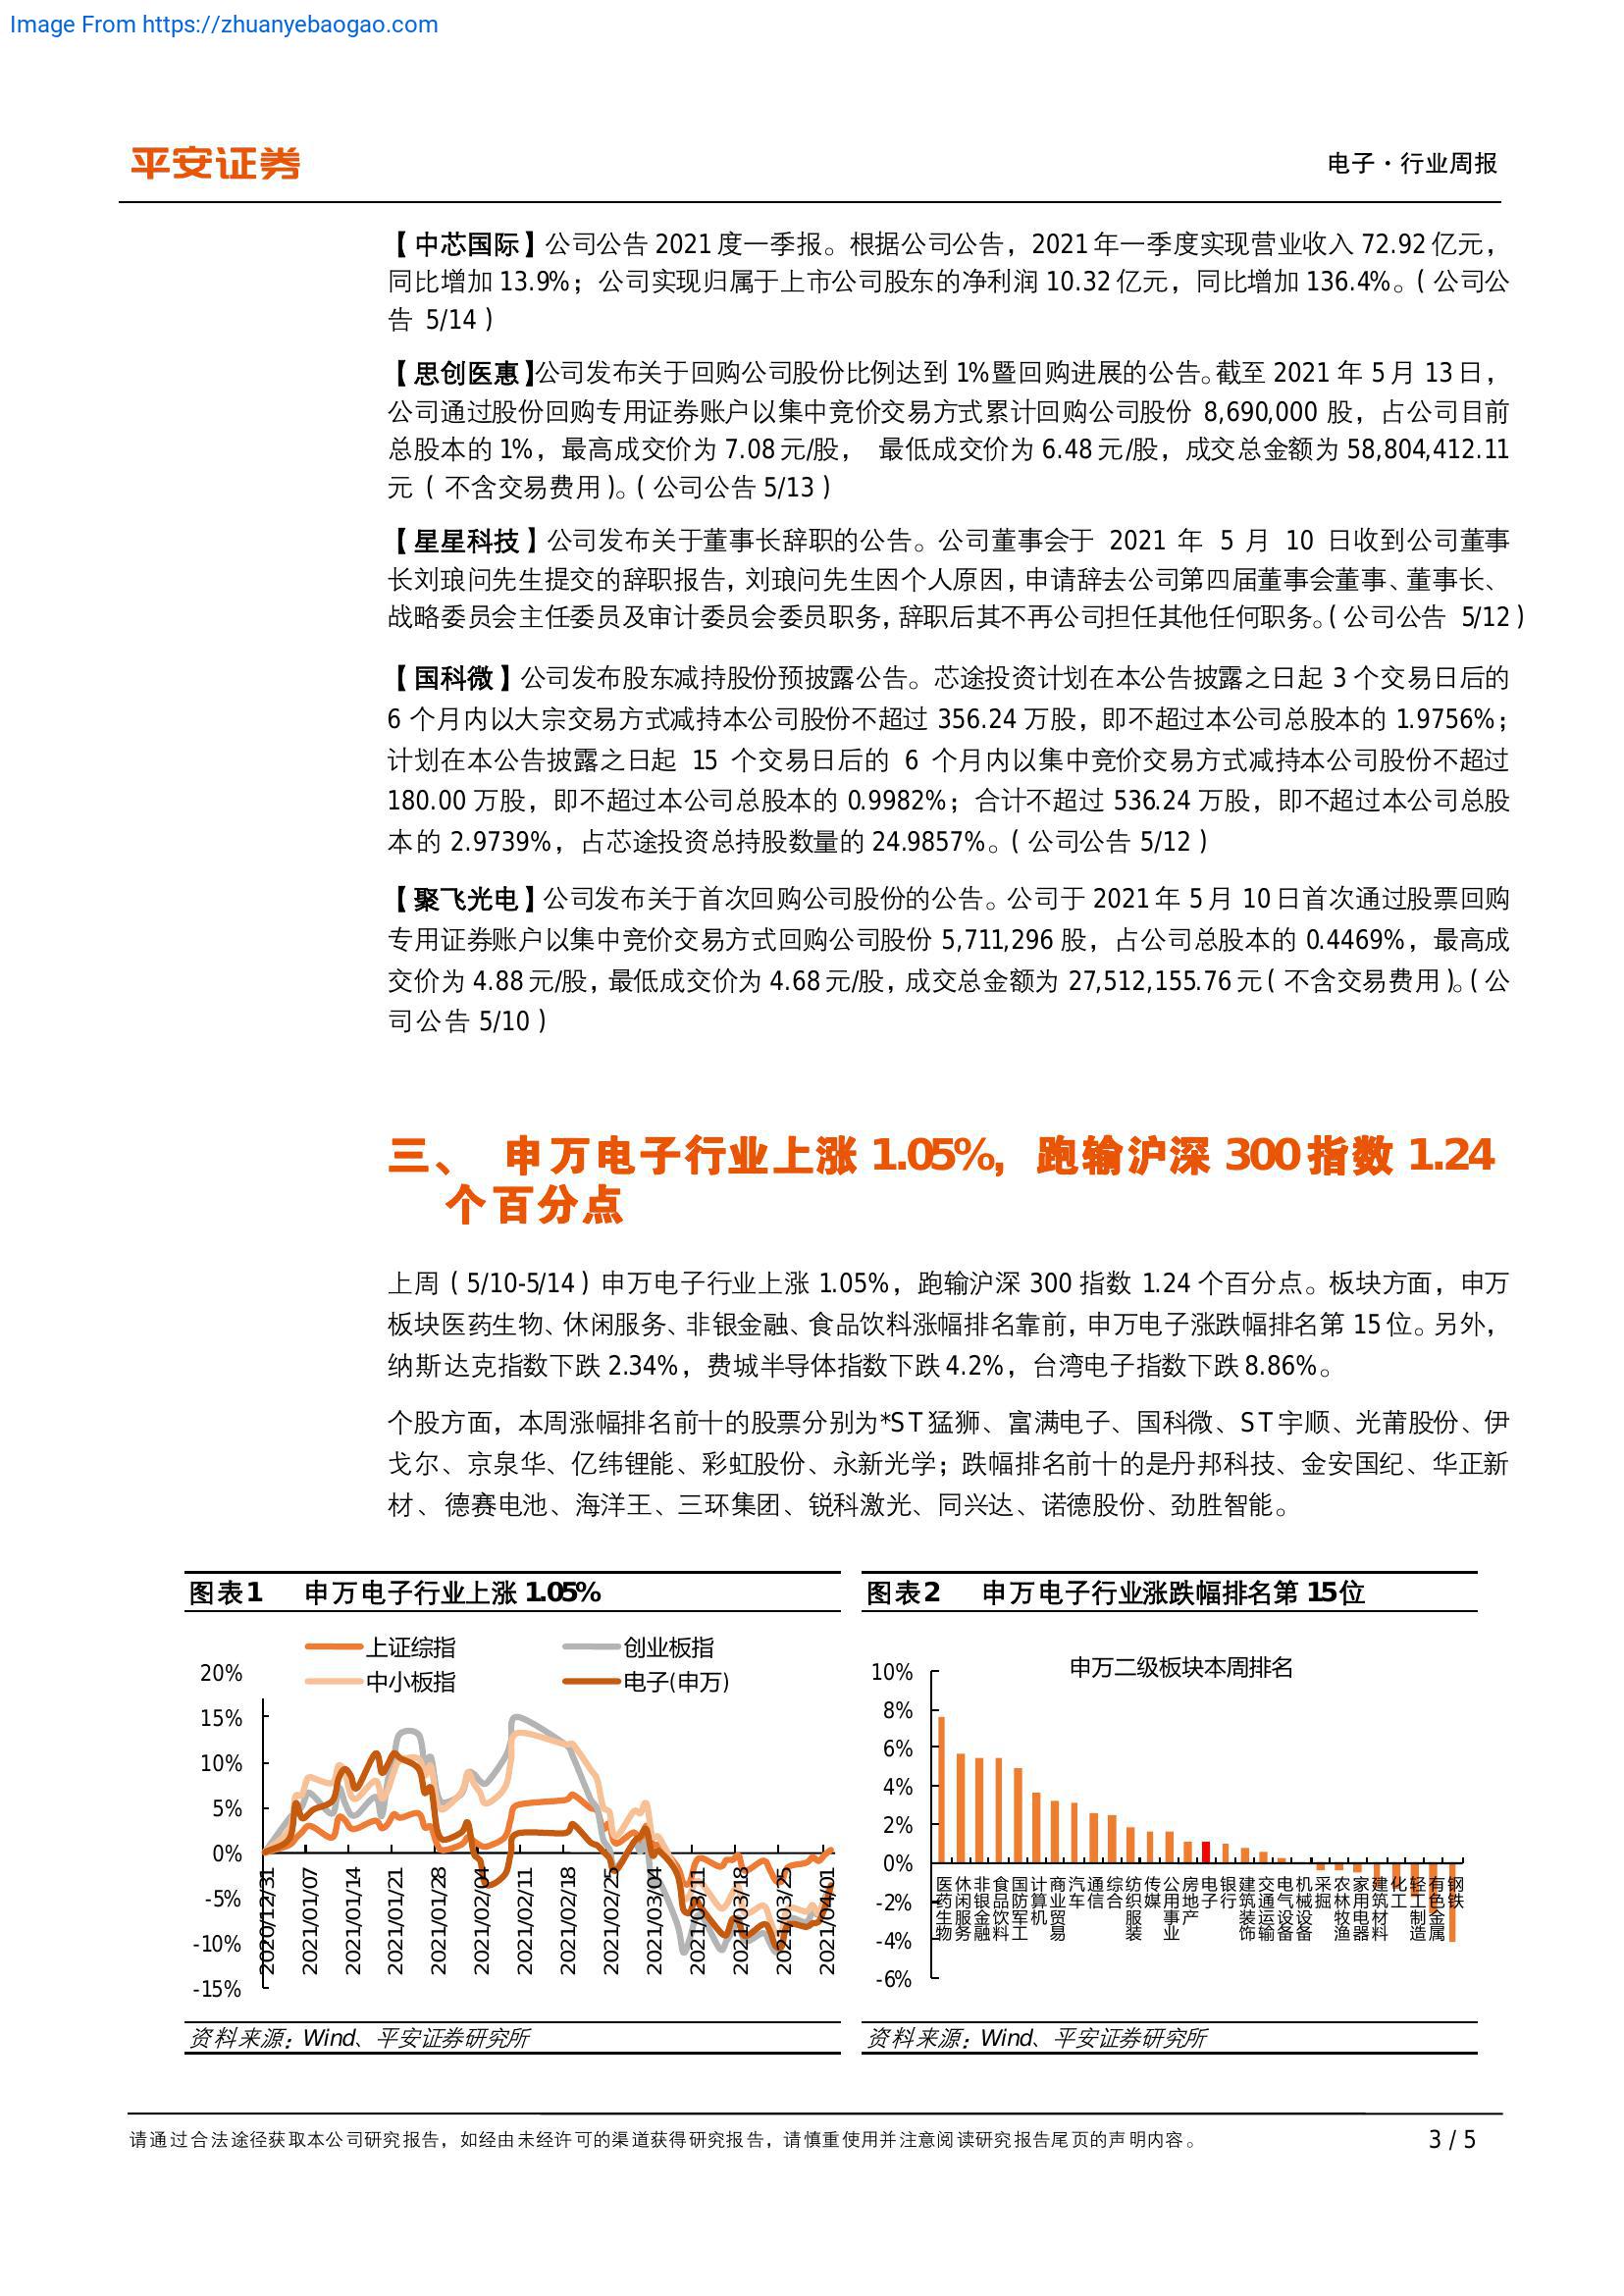 Image From https://zhuanyebaogao.com
平安证券
电子·行业周报
【中芯国际】公司公告 2021 度一季报。根据公司公告，2021 年一季度实现营业收入 72.92 亿元，
同比增加 13.9%；公司实现归属于上市公司股东的净利润 10.32 亿元，同比增加 136.4%。(公司公
告 5/14)
【思创医惠】公司发布关于回购公司股份比例达到 1%暨回购进展的公告。截至 2021 年 5 月 13 日，
公司通过股份回购专用证券账户以集中竞价交易方式累计回购公司股份 8,690,000 股，占公司目前
总股本的 1%，最高成交价为 7.08 元/股， 最低成交价为 6.48 元/股，成交总金额为 58,804,412.11
元（不含交易费用)。(公司公告 5/13)
【星星科技】公司发布关于董事长辞职的公告。公司董事会于 2021 年 5 月 10 日收到公司董事
长刘琅问先生提交的辞职报告，刘琅问先生因个人原因，申请辞去公司第四届董事会董事、董事长、
战略委员会主任委员及审计委员会委员职务，辞职后其不再公司担任其他任何职务。(公司公告 5/12)
【国科微】公司发布股东减持股份预披露公告。芯途投资计划在本公告披露之日起 3 个交易日后的
6 个月内以大宗交易方式减持本公司股份不超过 356.24 万股，即不超过本公司总股本的 1.9756%；
计划在本公告披露之日起 15 个交易日后的 6 个月内以集中竞价交易方式减持本公司股份不超过
180.00 万股，即不超过本公司总股本的 0.9982%；合计不超过 536.24 万股，即不超过本公司总股
本的 2.9739%，占芯途投资总持股数量的 24.9857%。(公司公告 5/12)
【聚飞光电】公司发布关于首次回购公司股份的公告。公司于 2021 年 5 月 10 日首次通过股票回购
专用证券账户以集中竞价交易方式回购公司股份 5,711,296 股，占公司总股本的 0.4469%，最高成
交价为 4.88 元/股，最低成交价为 4.68 元/股，成交总金额为 27,512,155.76 元(不含交易费用)。(公
司公告 5/10)
三、 申万电子行业上涨 1.05%，跑输沪深 300 指数 1.24
个百分点
上周（5/10-5/14）申万电子行业上涨 1.05%，跑输沪深 300 指数 1.24 个百分点。板块方面，申万
板块医药生物、休闲服务、非银金融、食品饮料涨幅排名靠前，申万电子涨跌幅排名第 15 位。另外，
纳斯达克指数下跌 2.34%，费城半导体指数下跌 4.2%，台湾电子指数下跌 8.86%。
个股方面，本周涨幅排名前十的股票分别为*ST 猛狮、富满电子、国科微、ST 宇顺、光莆股份、伊
戈尔、京泉华、亿纬锂能、彩虹股份、永新光学；跌幅排名前十的是丹邦科技、金安国纪、华正新
材、德赛电池、海洋王、三环集团、锐科激光、同兴达、诺德股份、劲胜智能。
图表1 申万电子行业上涨 1.05%
上证综指 创业板指
中小板指 电子(申万)
20%
15%
10%
5%
0%
-5%
-10%
-15%
2020/12/31 2021/01/07 2021/01/14 2021/01/21 2021/01/28 2021/02/04 2021/02/11 2021/02/18 2021/02/25 2021/03/04 2021/03/11 2021/03/18 2021/03/25 2021/04/01
资料来源：Wind、平安证券研究所
图表2 申万电子行业涨跌幅排名第 15 位
申万二级板块本周排名
10%
8%
6%
4%
2%
0%
-2%
-4%
-6%
医药生物 休闲服务 非银金融 食品饮料 国防军工 计算机 商业贸易 汽车 通信 综合 纺织服装 传媒 公用事业 房地产 电子 银行 建筑装饰 交通运输 电气设备 机械设备 采掘 农林牧渔 家用电器 建筑材料 化工 轻工制造 有色金属 钢铁
资料来源：Wind、平安证券研究所
请通过合法途径获取本公司研究报告，如经由未经许可的渠道获得研究报告，请慎重使用并注意阅读研究报告尾页的声明内容。
3 / 5